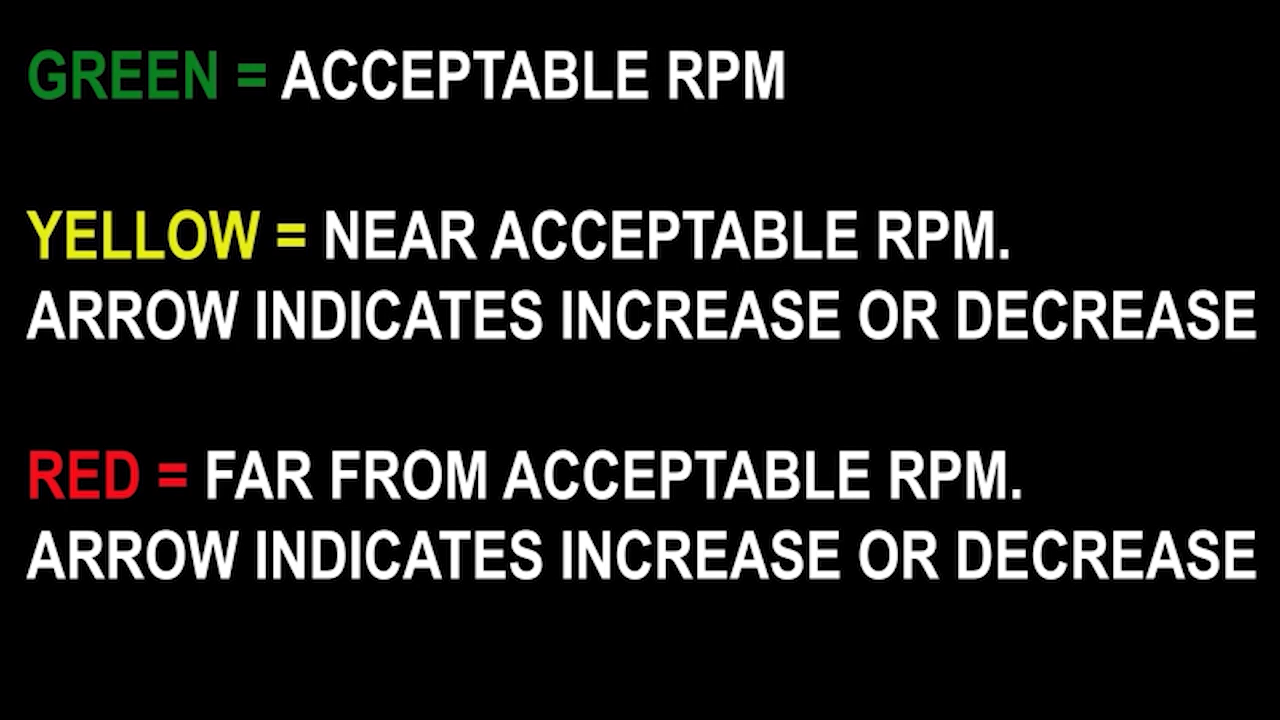 GREEN = ACCEPTABLE RPM
YELLOW = NEAR ACCEPTABLE RPM.
ARROW INDICATES INCREASE OR DECREASE
RED = FAR FROM ACCEPTABLE RPM.
ARROW INDICATES INCREASE OR DECREASE